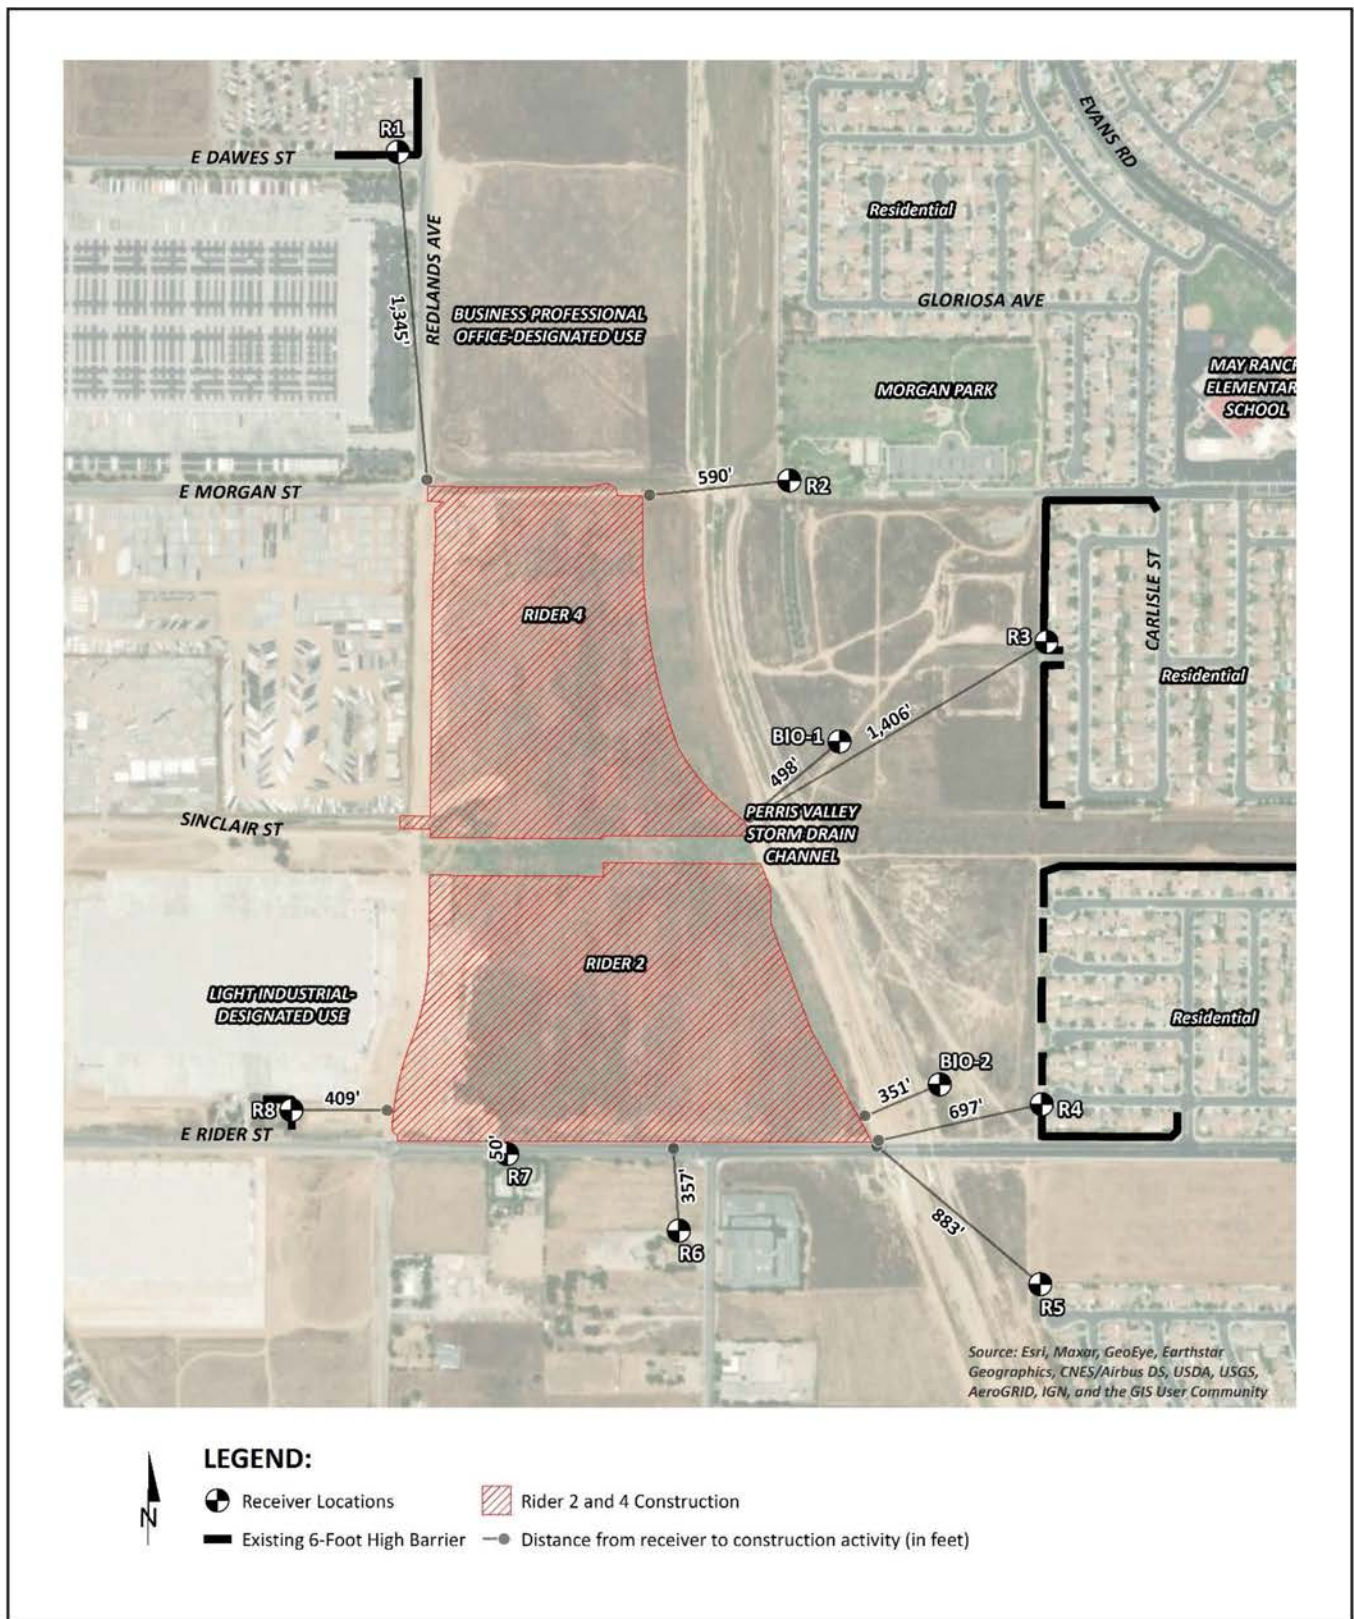 R1
E DAWES ST
EVANS RD
Residential
REDLANDS AVE
1,345'
BUSINESS PROFESSIONAL
OFFICE-DESIGNATED USE
GLORIOSA AVE
MORGAN PARK
MAY RANCH
ELEMENTAR
SCHOOL
E MORGAN ST
590'
R2
RIDER 4
R3
CARLISLE ST
Residential
BIO-1
1,406'
498'
SINCLAIR ST
PERRIS VALLEY
STORM DRAIN
CHANNEL
RIDER 2
LIGHT INDUSTRIAL-
DESIGNATED USE
Residential
BIO-2
351'
R8
409'
697'
R4
E RIDER ST
50'
R7
357'
R6
883'
R5
Source: Esri, Maxar, GeoEye, Earthstar
Geographics, CNES/Airbus DS, USDA, USGS,
AeroGRID, IGN, and the GIS User Community
LEGEND:
N
Receiver Locations
Rider 2 and 4 Construction
Existing 6-Foot High Barrier
Distance from receiver to construction activity (in feet)